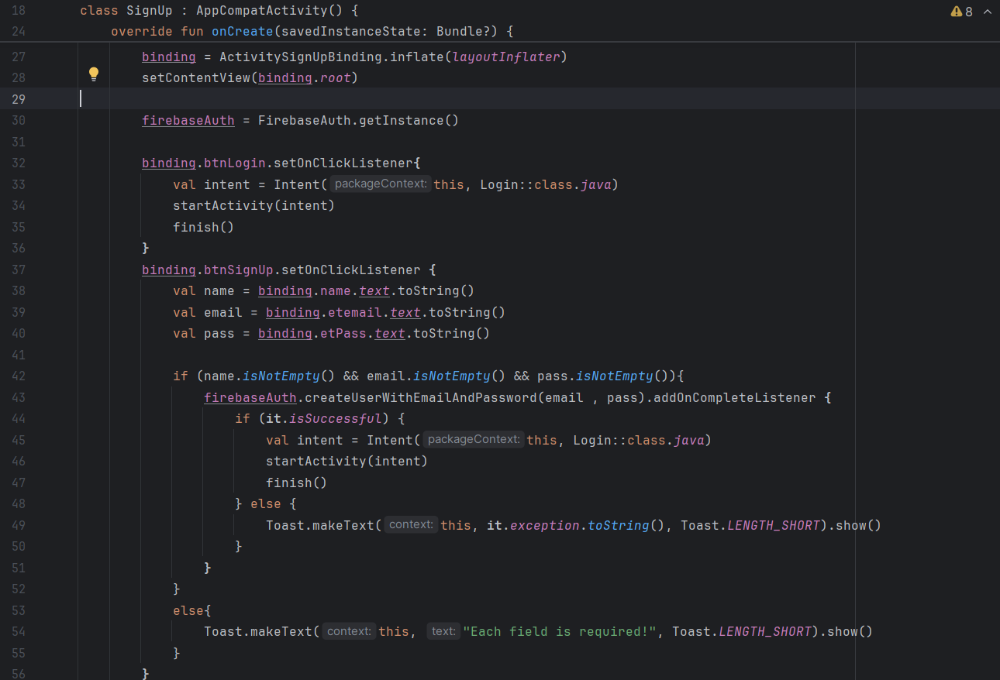 18 class SignUp : AppCompatActivity() { 8
24 override fun onCreate(savedInstanceState: Bundle?) {
27 binding = ActivitySignUpBinding.inflate(layoutInflater)
28 setContentView(binding.root)
29
30 firebaseAuth = FirebaseAuth.getInstance()
31
32 binding.btnLogin.setOnClickListener{
33 val intent = Intent( packageContext: this, Login::class.java)
34 startActivity(intent)
35 finish()
36 }
37 binding.btnSignUp.setOnClickListener {
38 val name = binding.name.text.toString()
39 val email = binding.etemail.text.toString()
40 val pass = binding.etPass.text.toString()
41
42 if (name.isNotEmpty() && email.isNotEmpty() && pass.isNotEmpty()){
43 firebaseAuth.createUserWithEmailAndPassword(email , pass).addOnCompleteListener {
44 if (it.isSuccessful) {
45 val intent = Intent( packageContext: this, Login::class.java)
46 startActivity(intent)
47 finish()
48 } else {
49 Toast.makeText( context: this, it.exception.toString(), Toast.LENGTH_SHORT).show()
50 }
51 }
52 }
53 else{
54 Toast.makeText( context: this, text: "Each field is required!", Toast.LENGTH_SHORT).show()
55 }
56 }